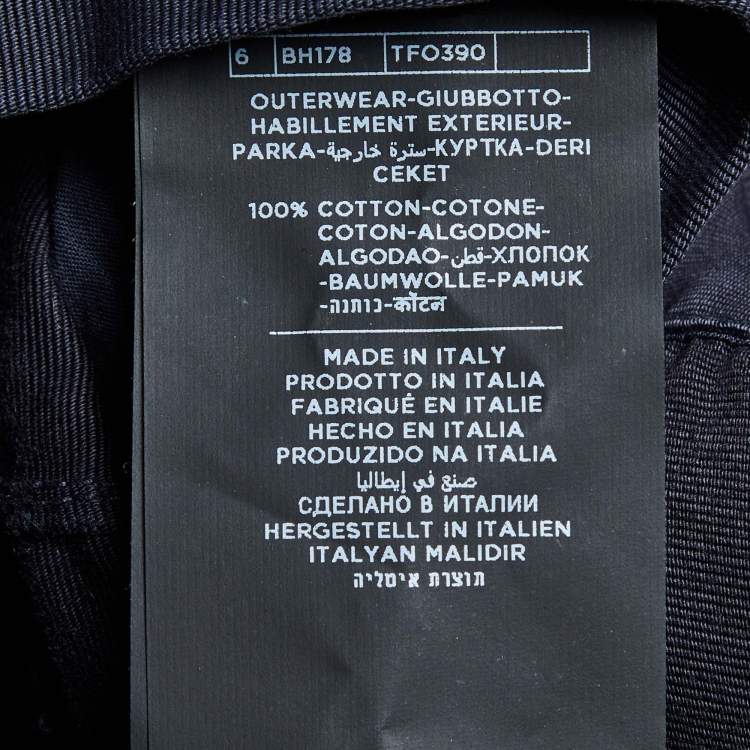 6 BH178 TFO390
OUTERWEAR-GIUBBOTTO-
HABILLEMENT EXTERIEUR-
PARKA-سترة خارجية-КУРТКА-DERI
CEKET
100% COTTON-COTONE-
COTON-ALGODON-
ALGODAO-قطن-ХЛОПОК
-BAUMWOLLE-PAMUK
-כותנה-कॉटन
MADE IN ITALY
PRODOTTO IN ITALIA
FABRIQUÉ EN ITALIE
HECHO EN ITALIA
PRODUZIDO NA ITALIA
صنع في إيطاليا
СДЕЛАНО В ИТАЛИИ
HERGESTELLT IN ITALIEN
ITALYAN MALIDIR
תוצרת איטליה